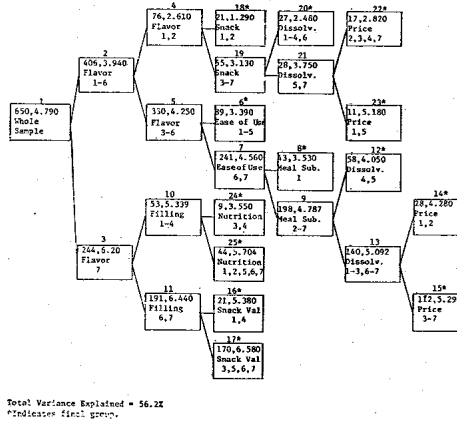 1
650,4.790
Whole
Sample
2
406,3.940
Flavor
1-6
3
244,6.20
Flavor
7
4
76,2.610
Flavor
1,2
5
330,4.250
Flavor
3-6
10
53,5.339
Filling
1-4
11
191,6.440
Filling
6,7
18*
21,1.290
Snack
1,2
19
55,3.130
Snack
3-7
6*
89,3.390
Ease of Use
1-5
7
241,4.560
Ease of Use
6,7
24*
9,3.550
Nutrition
3,4
25*
44,5.704
Nutrition
1,2,5,6,7
16*
21,5.380
Snack Val
1,4
17*
170,6.580
Snack Val
3,5,6,7
20*
27,2.480
Dissolv.
1-4,6
21
28,3.750
Dissolv.
5,7
8*
43,3.530
Meal Sub.
1
9
198,4.787
Meal Sub.
2-7
22*
17,2.820
Price
2,3,4,7
23*
11,5.180
Price
1,5
12*
58,4.050
Dissolv.
4,5
13
140,5.092
Dissolv.
1-3,6-7
14*
28,4.280
Price
1,2
15*
112,5.29
Price
3-7
Total Variance Explained = 56.2%
*Indicates final group.